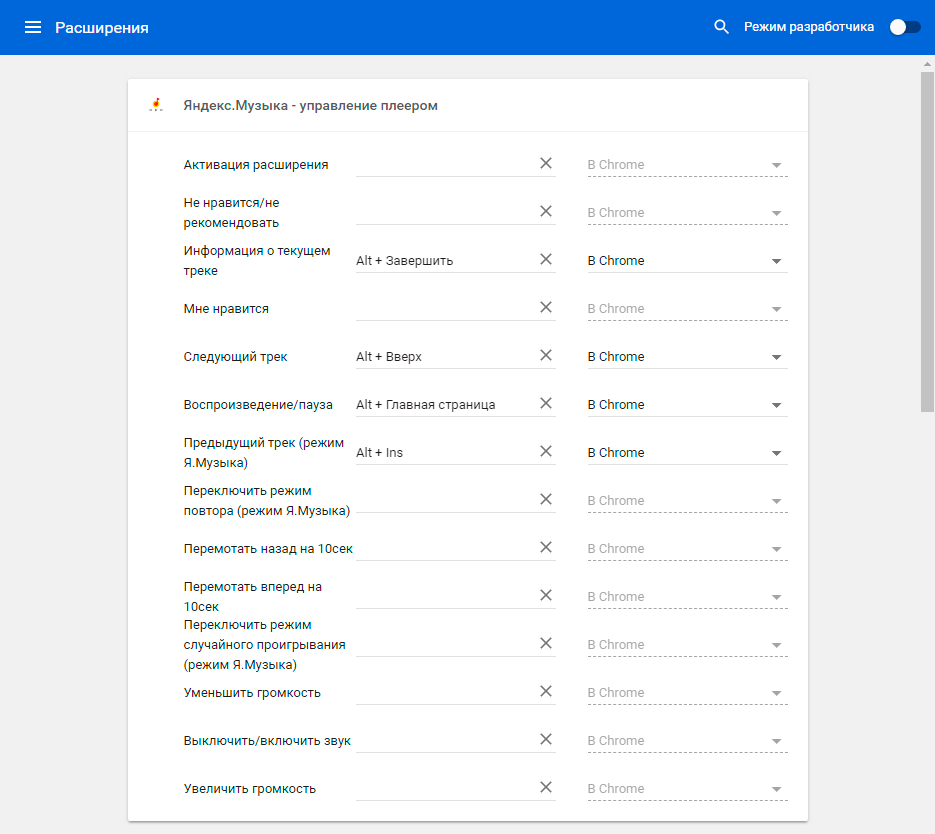 Расширения
Режим разработчика
Яндекс.Музыка - управление плеером
Активация расширения
В Chrome
Не нравится/не
рекомендовать
В Chrome
Информация о текущем
треке
Alt + Завершить
В Chrome
Мне нравится
В Chrome
Следующий трек
Alt + Вверх
В Chrome
Воспроизведение/пауза
Alt + Главная страница
В Chrome
Предыдущий трек (режим
Я.Музыка)
Alt + Ins
В Chrome
Переключить режим
повтора (режим Я.Музыка)
В Chrome
Перемотать назад на 10сек
В Chrome
Перемотать вперед на
10сек
В Chrome
Переключить режим
случайного проигрывания
(режим Я.Музыка)
В Chrome
Уменьшить громкость
В Chrome
Выключить/включить звук
В Chrome
Увеличить громкость
В Chrome